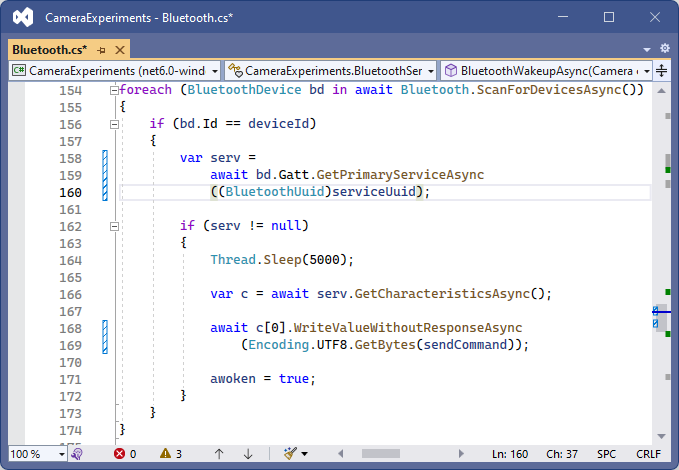 CameraExperiments - Bluetooth.cs*
Bluetooth.cs*
CameraExperiments (net6.0-wind CameraExperiments.BluetoothSer BluetoothWakeupAsync(Camera
154 foreach (BluetoothDevice bd in await Bluetooth.ScanForDevicesAsync())
155 {
156 if (bd.Id == deviceId)
157 {
158 var serv =
159 await bd.Gatt.GetPrimaryServiceAsync
160 ((BluetoothUuid)serviceUuid);
161
162 if (serv != null)
163 {
164 Thread.Sleep(5000);
165
166 var c = await serv.GetCharacteristicsAsync();
167
168 await c[0].WriteValueWithoutResponseAsync
169 (Encoding.UTF8.GetBytes(sendCommand));
170
171 awoken = true;
172 }
173 }
174 }
100 % 0 3 Ln: 160 Ch: 37 SPC CRLF